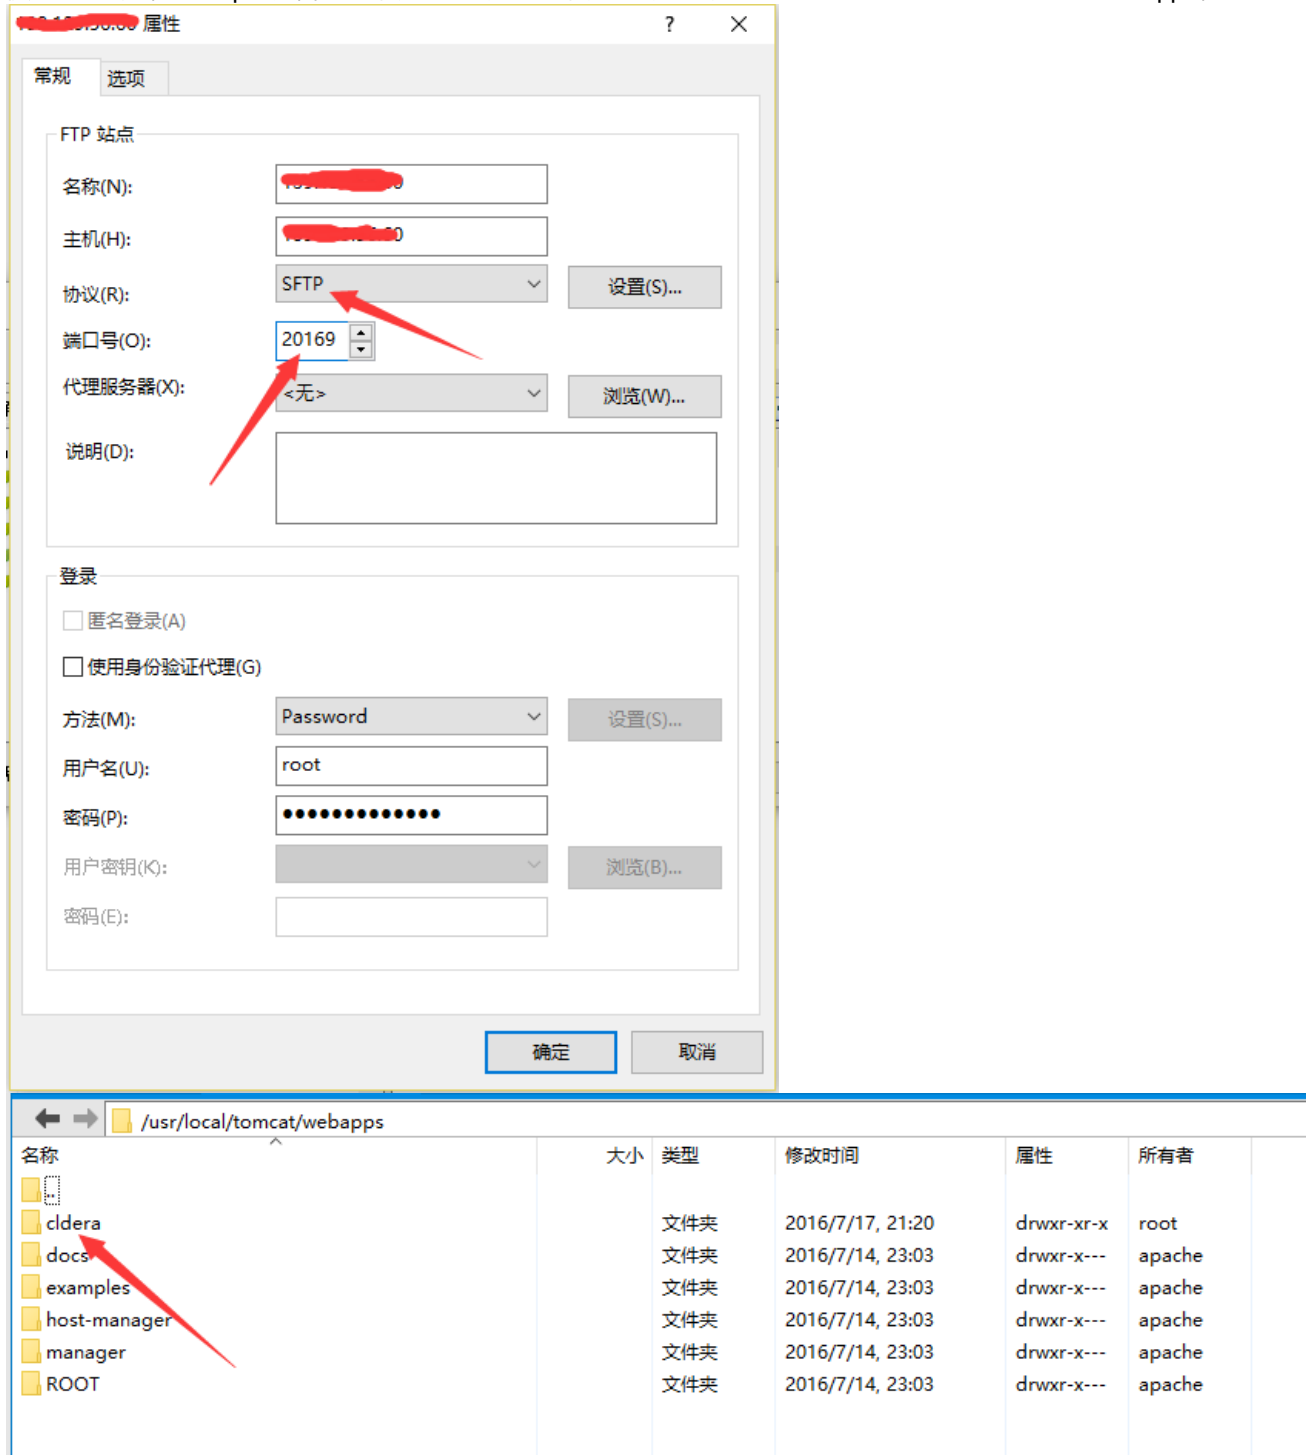 属性
常规 选项
FTP 站点
名称(N):
主机(H):
协议(R): SFTP 设置(S)...
端口号(O): 20169
代理服务器(X): <无> 浏览(W)...
说明(D):
登录
匿名登录(A)
使用身份验证代理(G)
方法(M): Password 设置(S)...
用户名(U): root
密码(P): ●●●●●●●●●●●●●
用户密钥(K): 浏览(B)...
密码(E):
确定 取消
/usr/local/tomcat/webapps
名称 大小 类型 修改时间 属性 所有者
..
cldera 文件夹 2016/7/17, 21:20 drwxr-xr-x root
docs 文件夹 2016/7/14, 23:03 drwxr-x--- apache
examples 文件夹 2016/7/14, 23:03 drwxr-x--- apache
host-manager 文件夹 2016/7/14, 23:03 drwxr-x--- apache
manager 文件夹 2016/7/14, 23:03 drwxr-x--- apache
ROOT 文件夹 2016/7/14, 23:03 drwxr-x--- apache